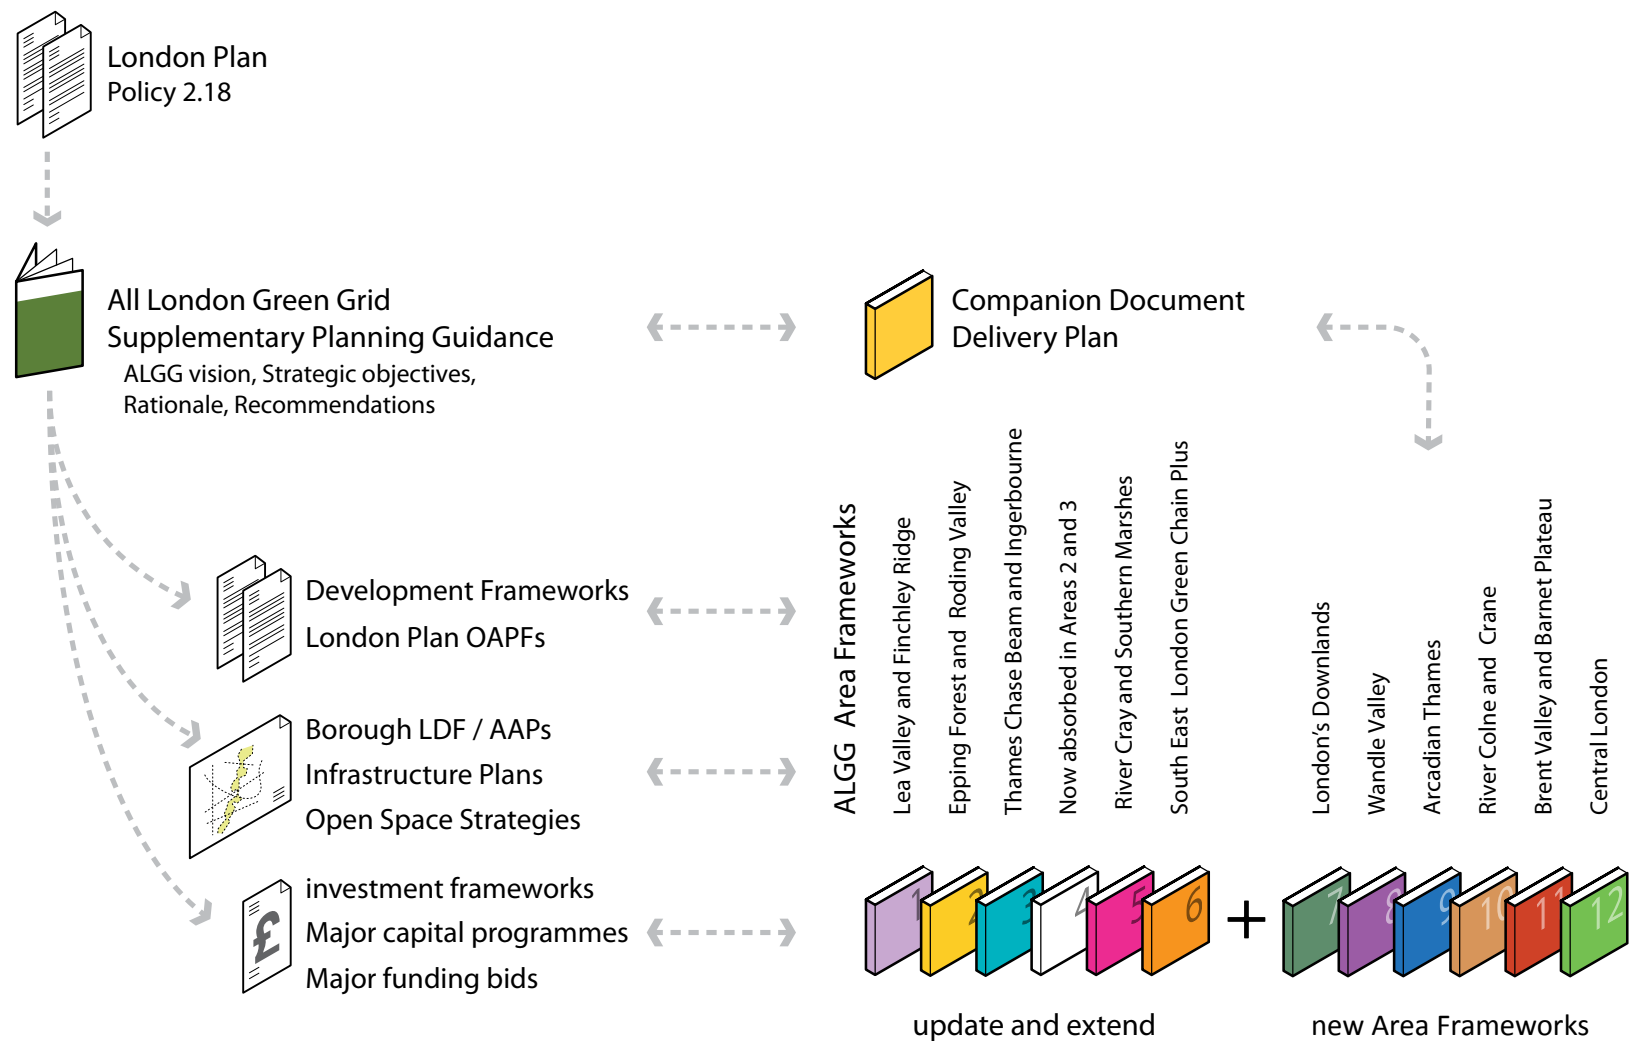 London Plan
Policy 2.18
All London Green Grid
Supplementary Planning Guidance
ALGG vision, Strategic objectives,
Rationale, Recommendations
Companion Document
Delivery Plan
Development Frameworks
London Plan OAPFs
Borough LDF / AAPs
Infrastructure Plans
Open Space Strategies
£
investment frameworks
Major capital programmes
Major funding bids
ALGG Area Frameworks
Lea Valley and Finchley Ridge
Epping Forest and Roding Valley
Thames Chase Beam and Ingerbourne
Now absorbed in Areas 2 and 3
River Cray and Southern Marshes
South East London Green Chain Plus
London's Downlands
Wandle Valley
Arcadian Thames
River Colne and Crane
Brent Valley and Barnet Plateau
Central London
1
2
3
4
5
6
+
7
8
9
10
11
12
update and extend
new Area Frameworks